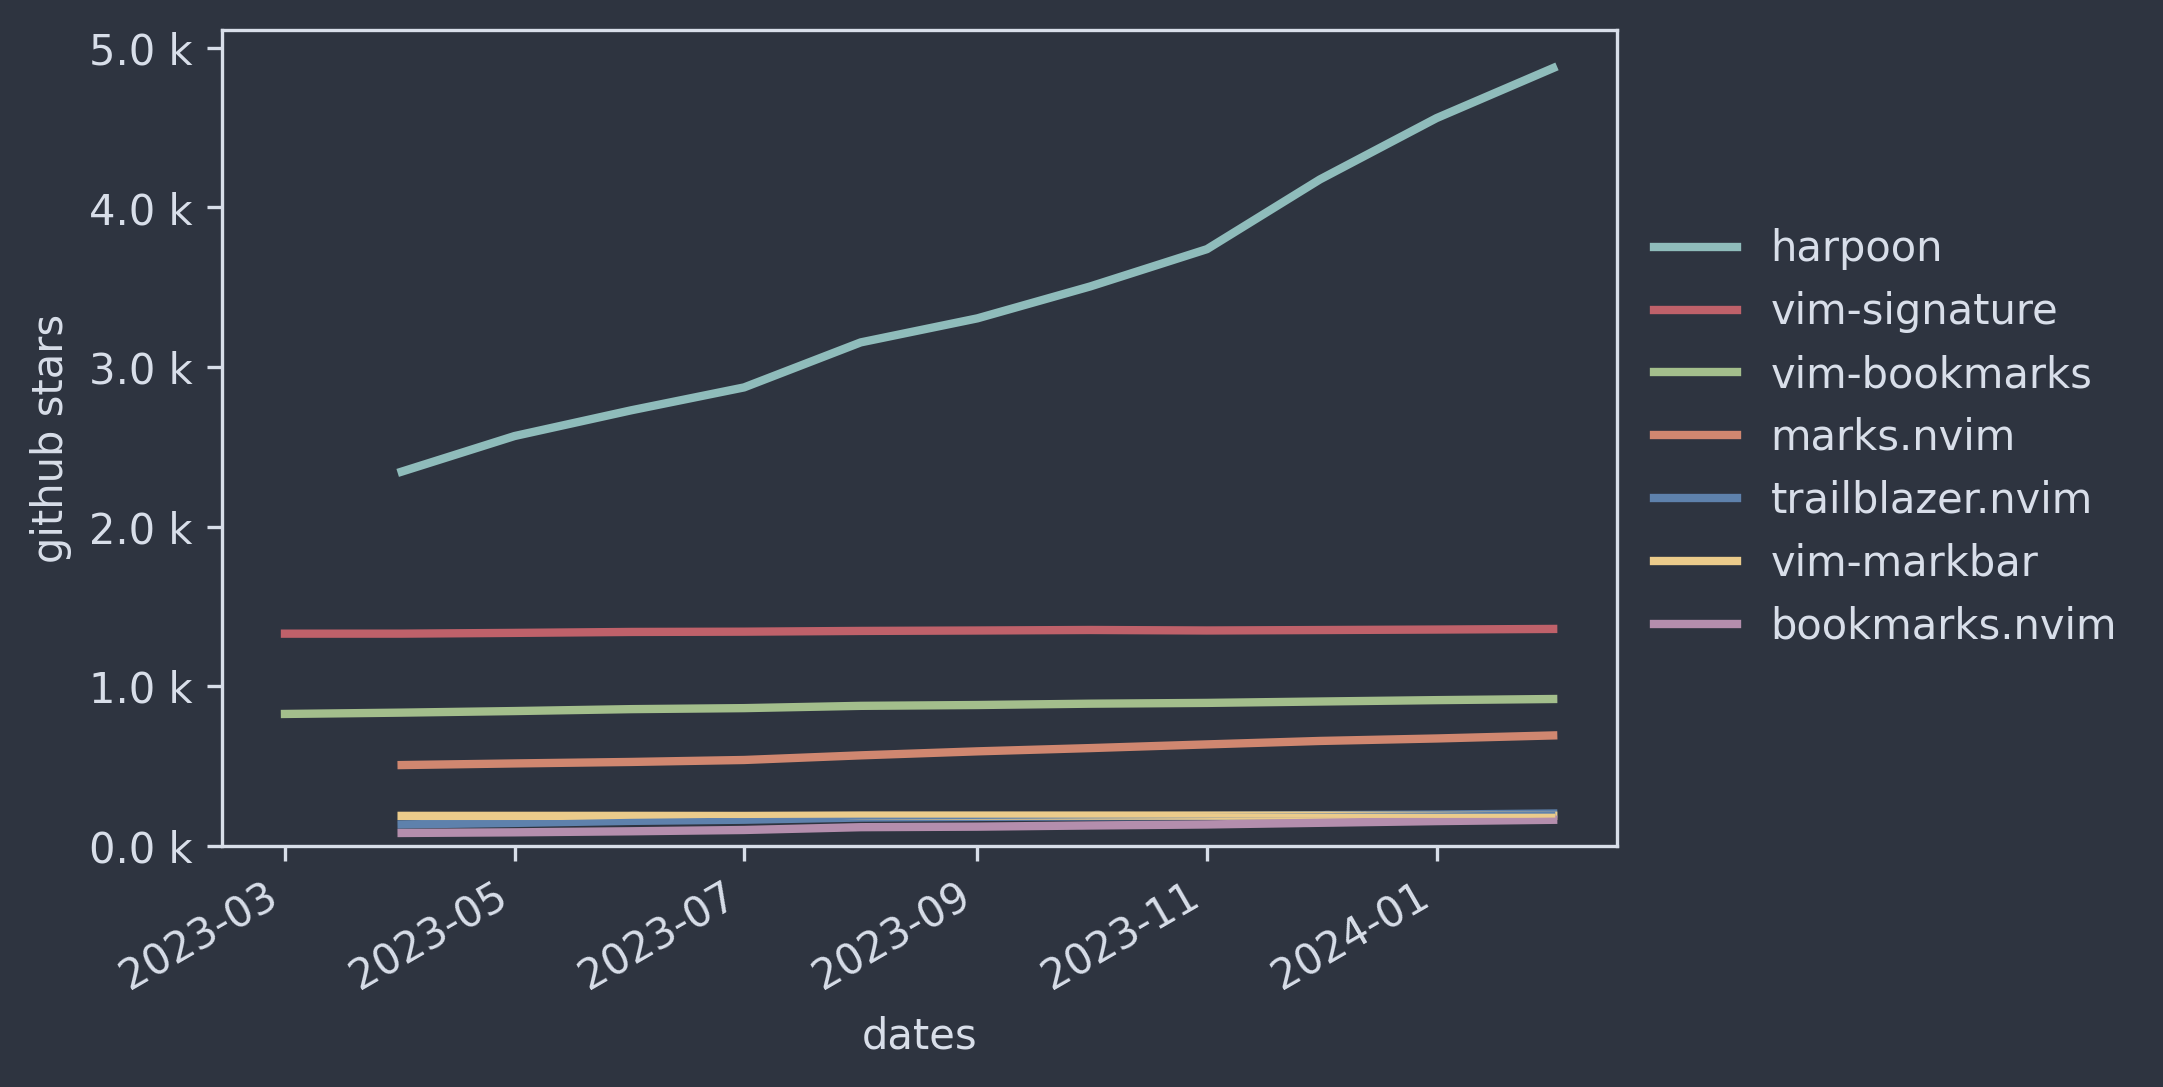 5.0 k
4.0 k
3.0 k
2.0 k
1.0 k
0.0 k
github stars
2023-03
2023-05
2023-07
2023-09
2023-11
2024-01
dates
harpoon
vim-signature
vim-bookmarks
marks.nvim
trailblazer.nvim
vim-markbar
bookmarks.nvim